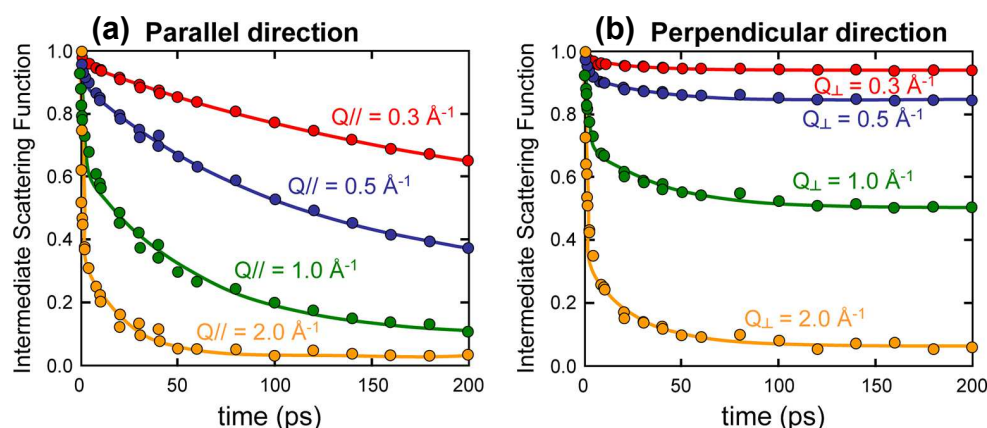 (a) Parallel direction
Intermediate Scattering Function
1.0
0.8
0.6
0.4
0.2
0.0
Q// = 0.3 Å-1
Q// = 0.5 Å-1
Q// = 1.0 Å-1
Q// = 2.0 Å-1
0 50 100 150 200
time (ps)
(b) Perpendicular direction
Intermediate Scattering Function
1.0
0.8
0.6
0.4
0.2
0.0
Q⊥ = 0.3 Å-1
Q⊥ = 0.5 Å-1
Q⊥ = 1.0 Å-1
Q⊥ = 2.0 Å-1
0 50 100 150 200
time (ps)